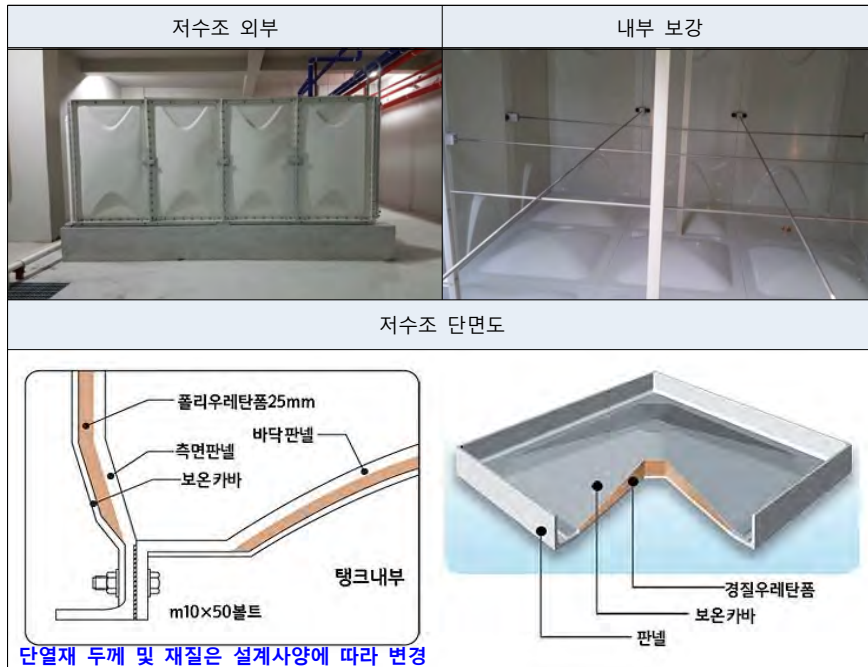 저수조 외부
내부 보강
저수조 단면도
폴리우레탄폼25mm
측면판넬
보온카바
바닥판넬
탱크내부
m10×50볼트
단열재 두께 및 재질은 설계사양에 따라 변경
경질우레탄폼
보온카바
판넬